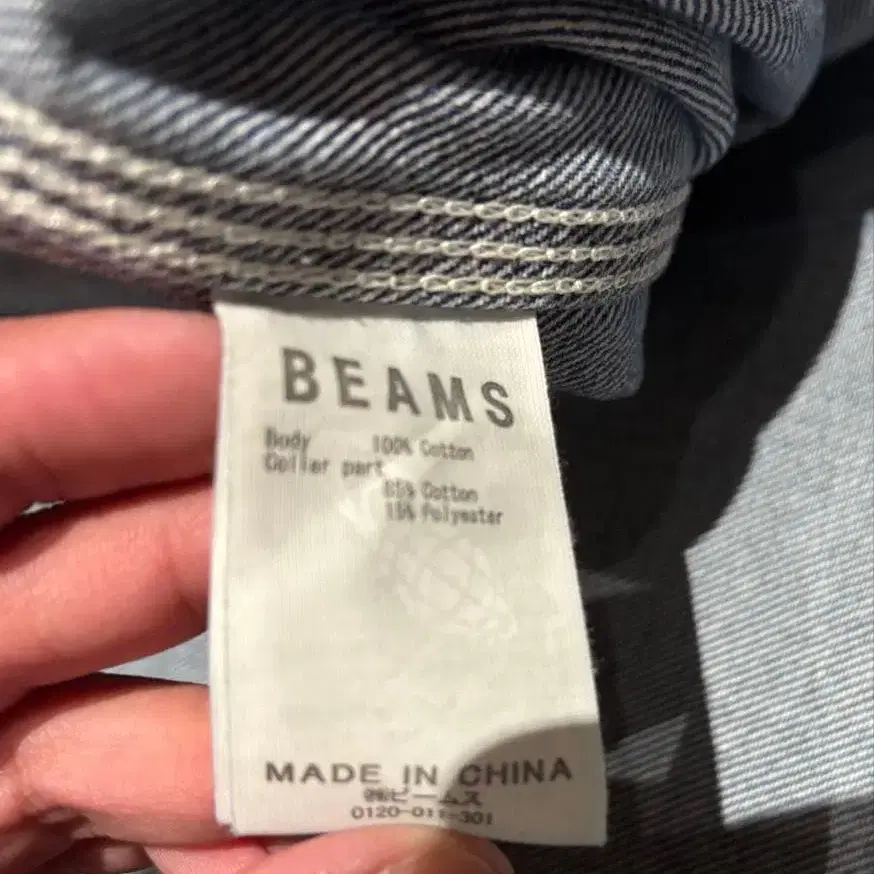 BEAMS
Body 100% Cotton
Coller part
85% Cotton
15% Polyester
MADE IN CHINA
㈱ビームス
0120-011-301